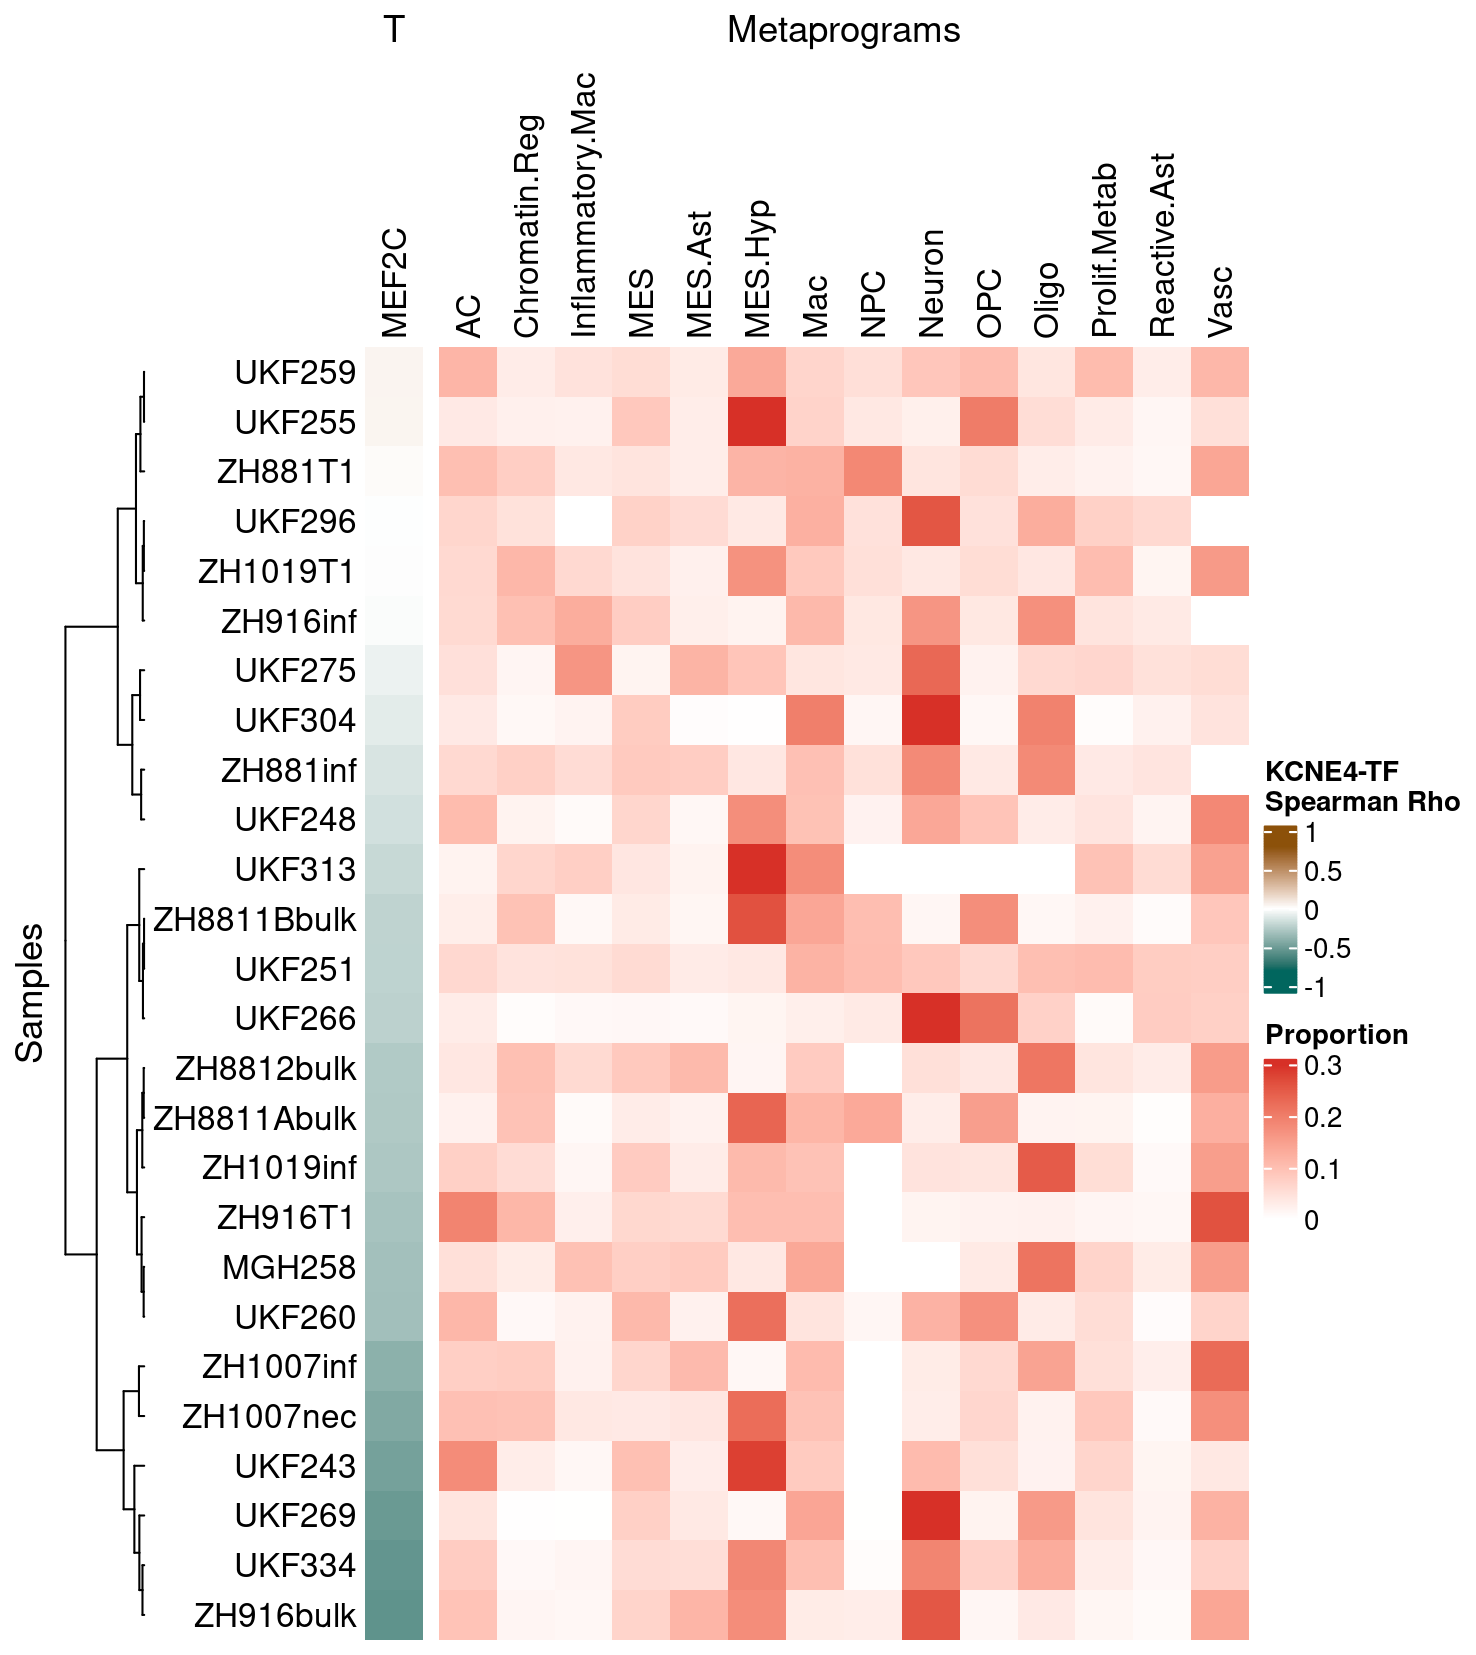 T
Metaprograms
MEF2C
AC
Chromatin.Reg
Inflammatory.Mac
MES
MES.Ast
MES.Hyp
Mac
NPC
Neuron
OPC
Oligo
Prolif.Metab
Reactive.Ast
Vasc
Samples
UKF259
UKF255
ZH881T1
UKF296
ZH1019T1
ZH916inf
UKF275
UKF304
ZH881inf
UKF248
UKF313
ZH8811Bbulk
UKF251
UKF266
ZH8812bulk
ZH8811Abulk
ZH1019inf
ZH916T1
MGH258
UKF260
ZH1007inf
ZH1007nec
UKF243
UKF269
UKF334
ZH916bulk
KCNE4-TF
Spearman Rho
1
0.5
0
-0.5
-1
Proportion
0.3
0.2
0.1
0